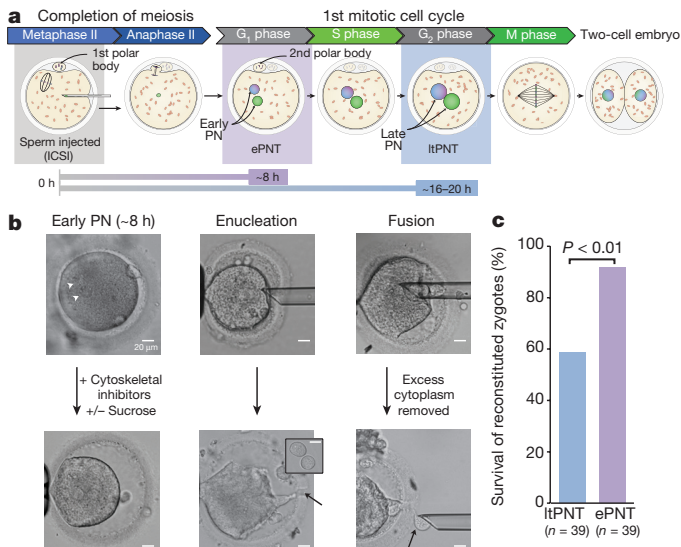 a
Completion of meiosis
1st mitotic cell cycle
Metaphase II
Anaphase II
G1 phase
S phase
G2 phase
M phase
Two-cell embryo
1st polar
body
2nd polar body
Early
PN
Late
PN
Sperm injected
(ICSI)
ePNT
ltPNT
0 h
~8 h
~16–20 h
b
Early PN (~8 h)
Enucleation
Fusion
20 µm
+ Cytoskeletal
inhibitors
+/– Sucrose
Excess
cytoplasm
removed
c
Survival of reconstituted zygotes (%)
100
80
60
40
20
0
P < 0.01
ltPNT
ePNT
(n = 39)
(n = 39)